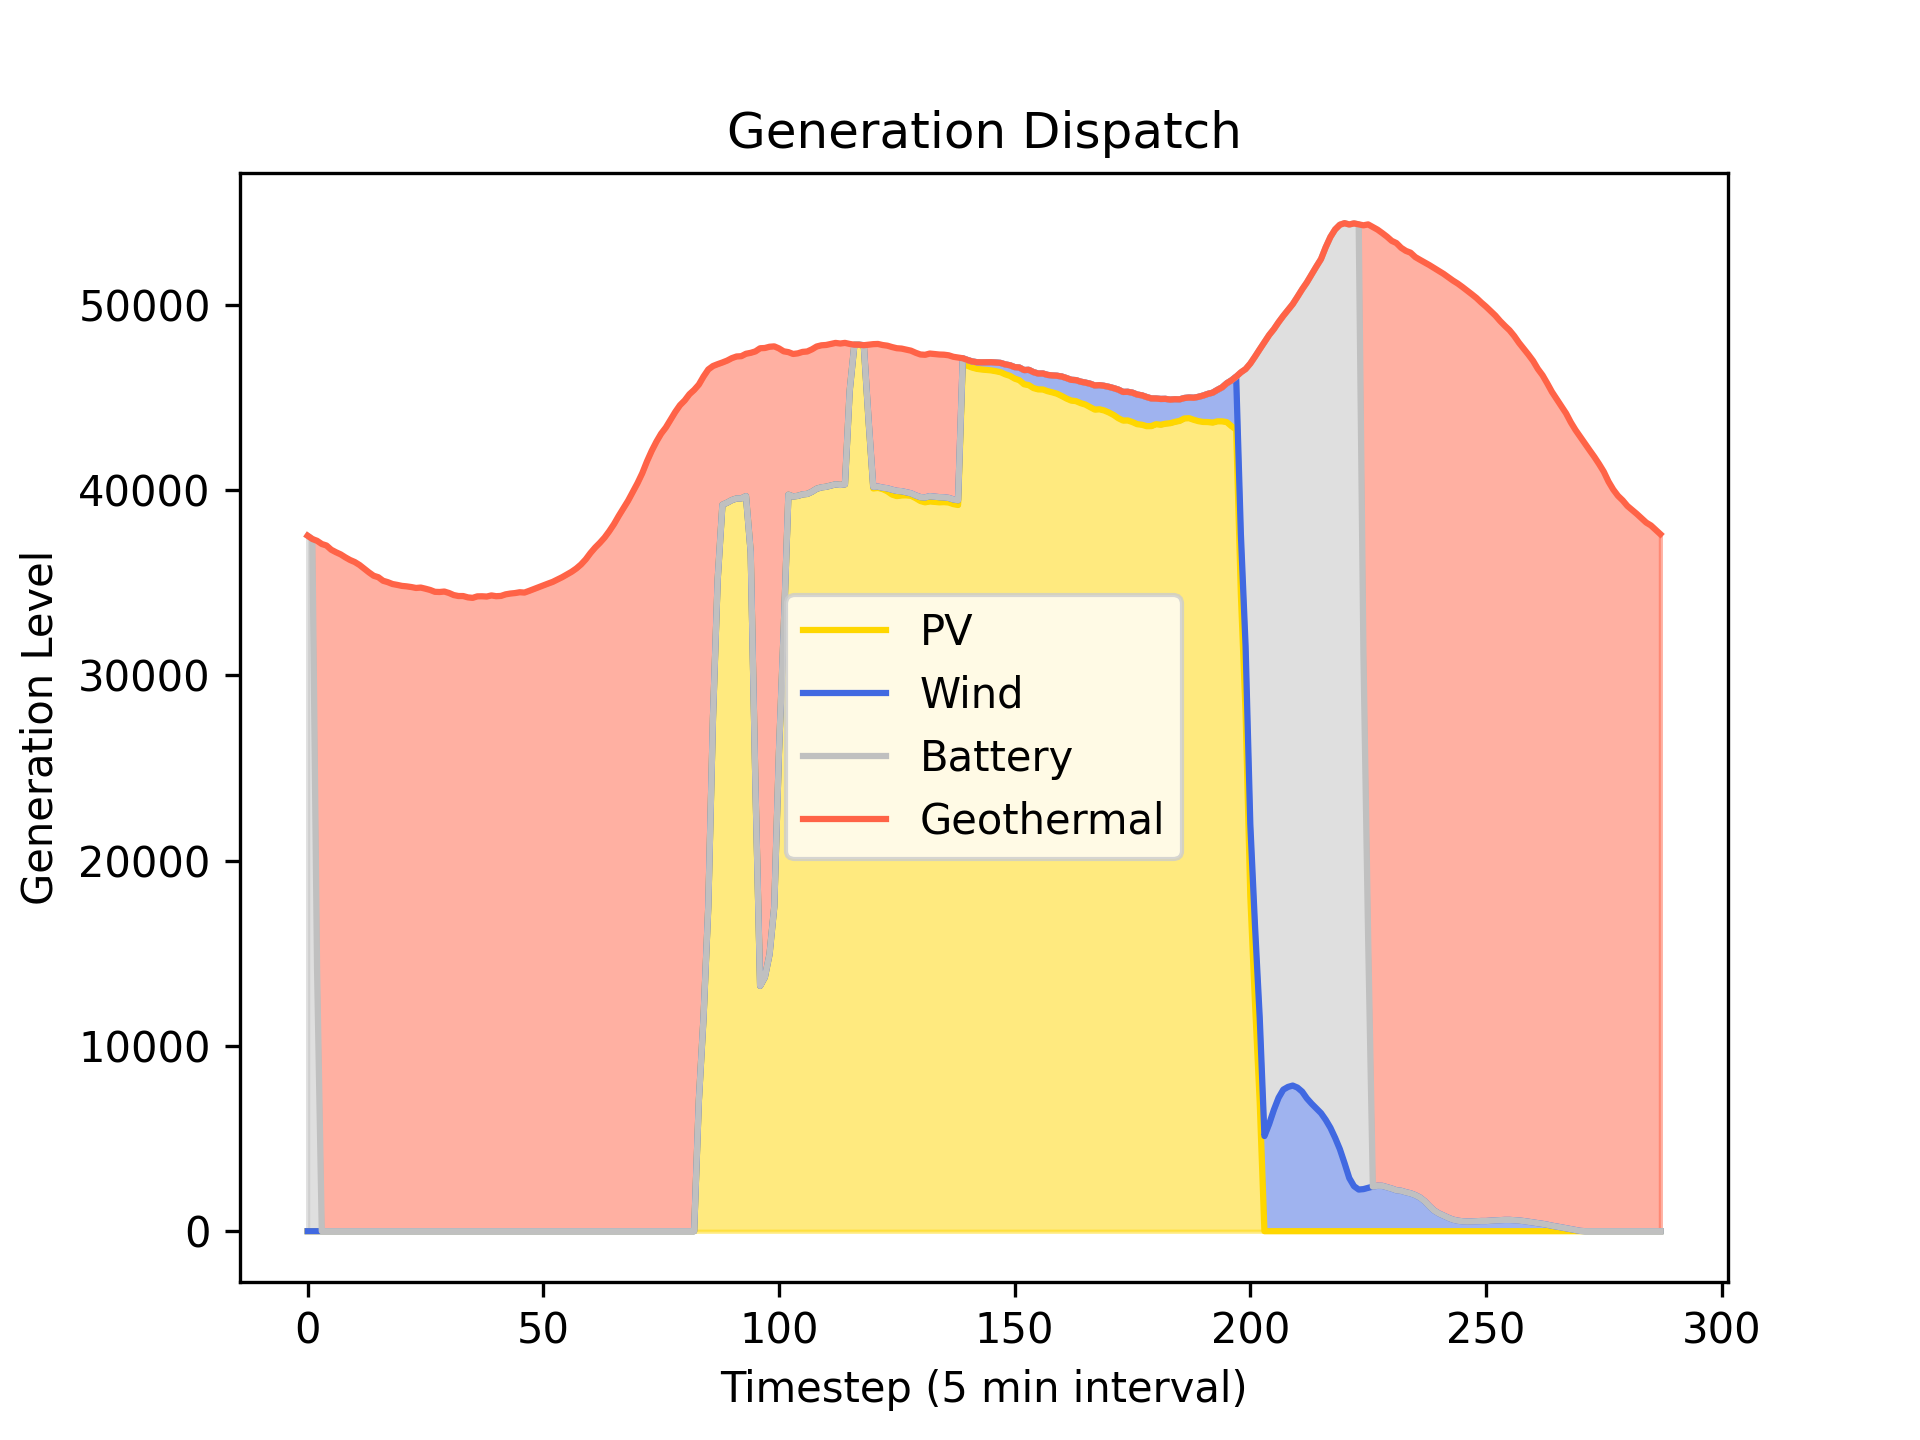 Generation Dispatch
Generation Level
50000
40000
30000
20000
10000
0
PV
Wind
Battery
Geothermal
0 50 100 150 200 250 300
Timestep (5 min interval)